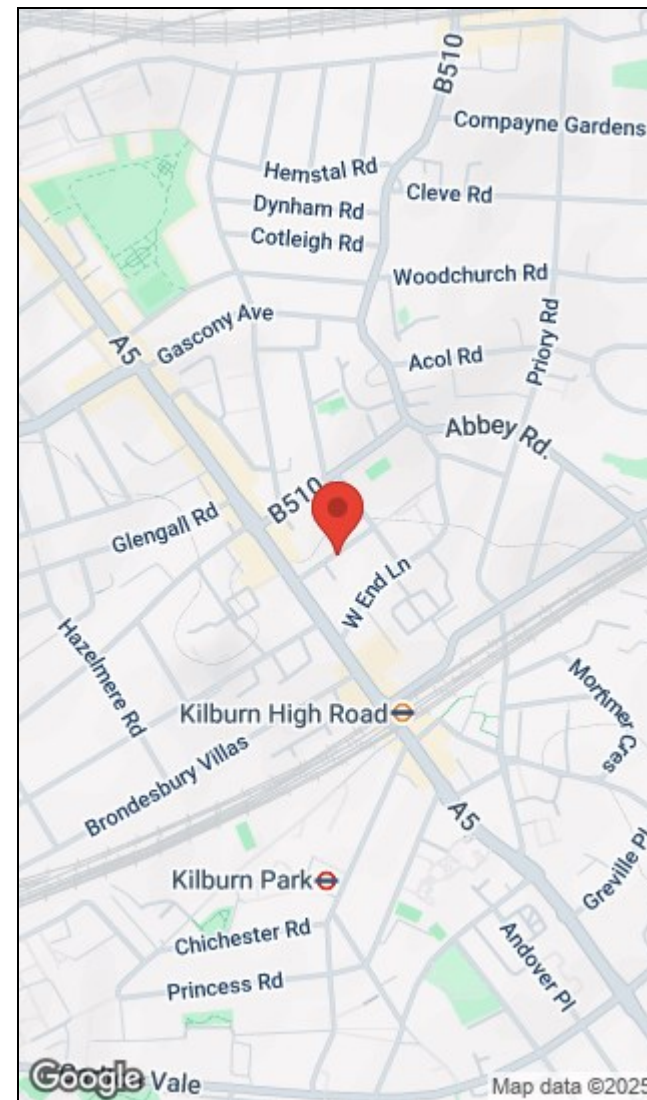 B510
Compayne Gardens
Hemstal Rd
Cleve Rd
Dynham Rd
Cotleigh Rd
Woodchurch Rd
Gascony Ave
A5
Priory Rd
Acol Rd
Abbey Rd.
B510
Glengall Rd
W End Ln
Hazelmere Rd
Mortimer Cres
Kilburn High Road
Brondesbury Villas
A5
Greville Pl
Kilburn Park
Chichester Rd
Andover Pl
Princess Rd
Google
Vale
Map data ©2025